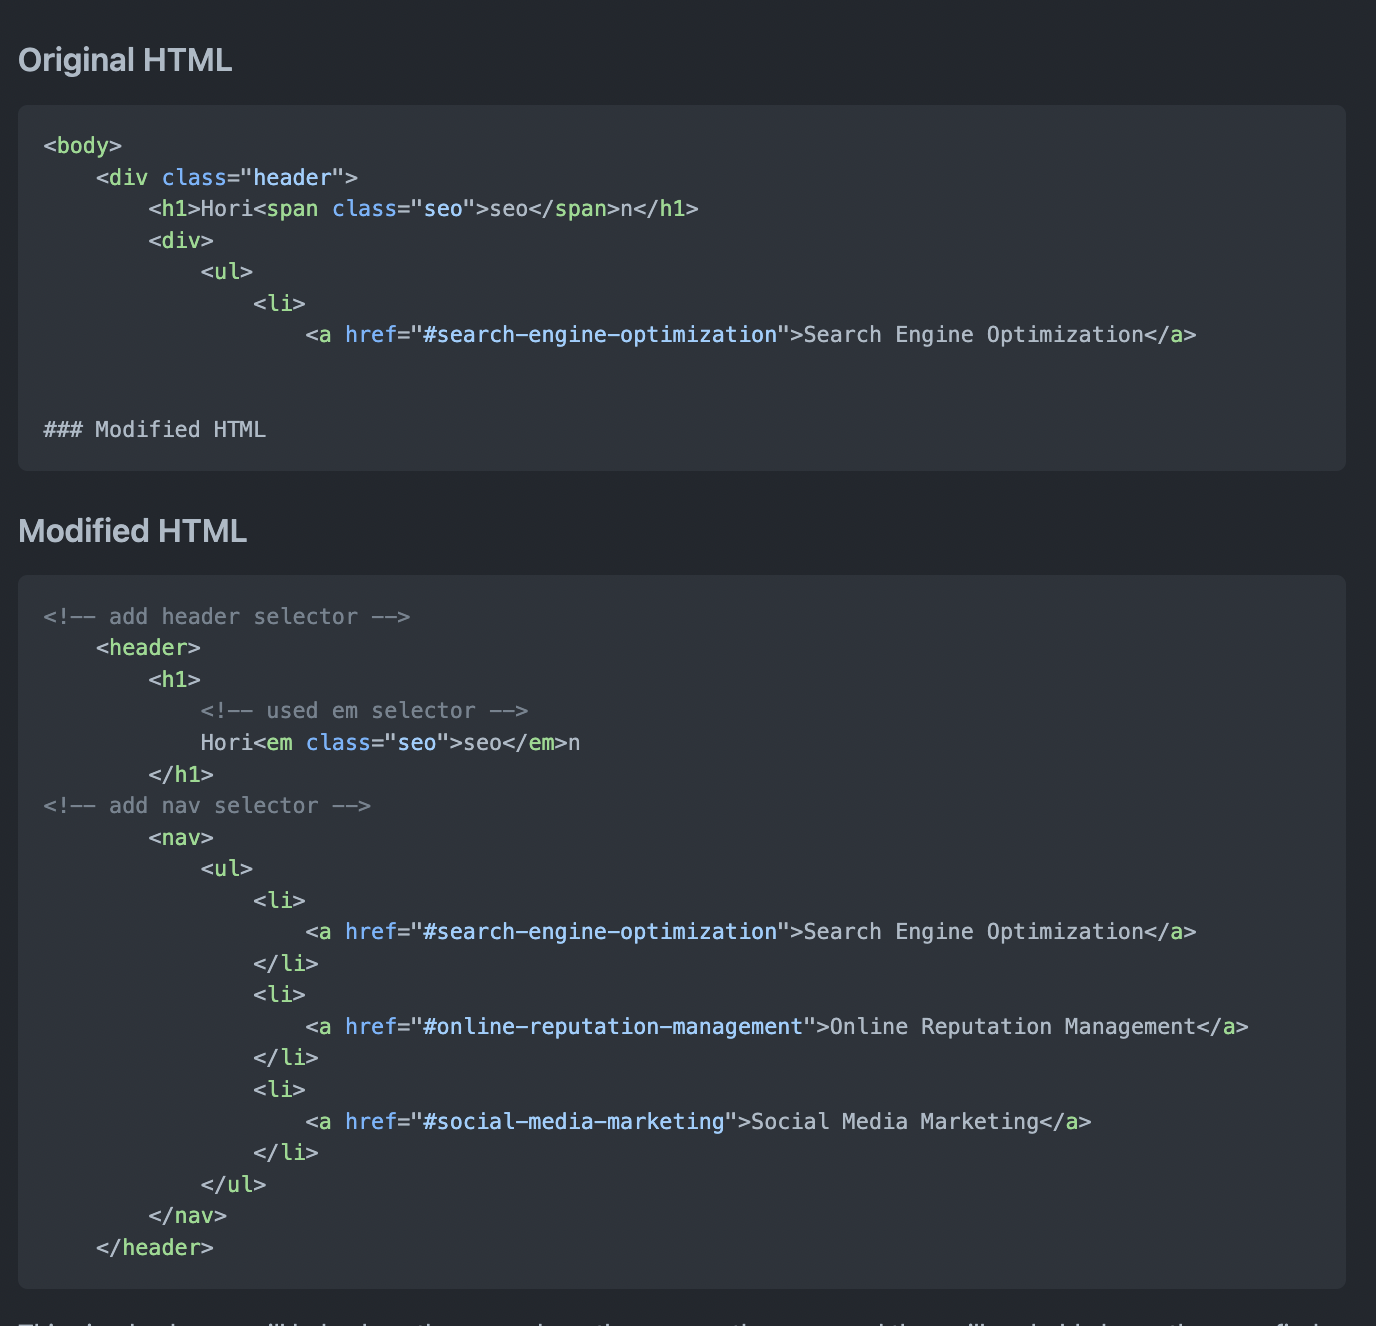 Original HTML
<body>
    <div class="header">
        <h1>Hori<span class="seo">seo</span>n</h1>
        <div>
            <ul>
                <li>
                    <a href="#search-engine-optimization">Search Engine Optimization</a>
### Modified HTML
Modified HTML
<!-- add header selector -->
    <header>
        <h1>
            <!-- used em selector -->
            Hori<em class="seo">seo</em>n
        </h1>
<!-- add nav selector -->
        <nav>
            <ul>
                <li>
                    <a href="#search-engine-optimization">Search Engine Optimization</a>
                </li>
                <li>
                    <a href="#online-reputation-management">Online Reputation Management</a>
                </li>
                <li>
                    <a href="#social-media-marketing">Social Media Marketing</a>
                </li>
            </ul>
        </nav>
    </header>